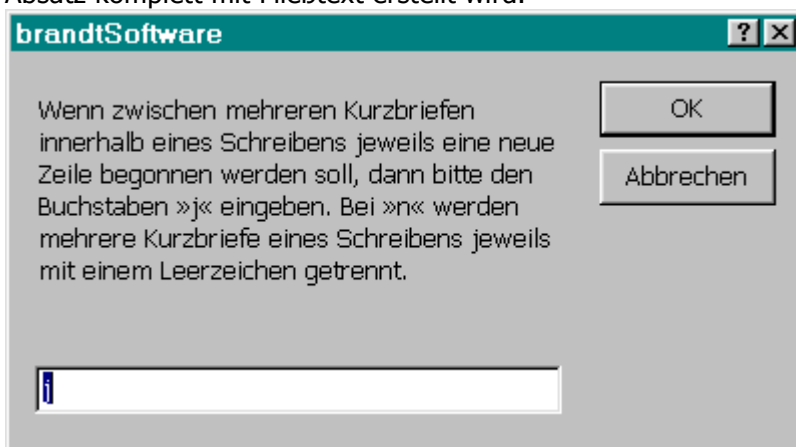 Absatz komplett mit Fließtext erstellt wird.
brandtSoftware
Wenn zwischen mehreren Kurzbriefen
innerhalb eines Schreibens jeweils eine neue
Zeile begonnen werden soll, dann bitte den
Buchstaben »j« eingeben. Bei »n« werden
mehrere Kurzbriefe eines Schreibens jeweils
mit einem Leerzeichen getrennt.
OK
Abbrechen
j